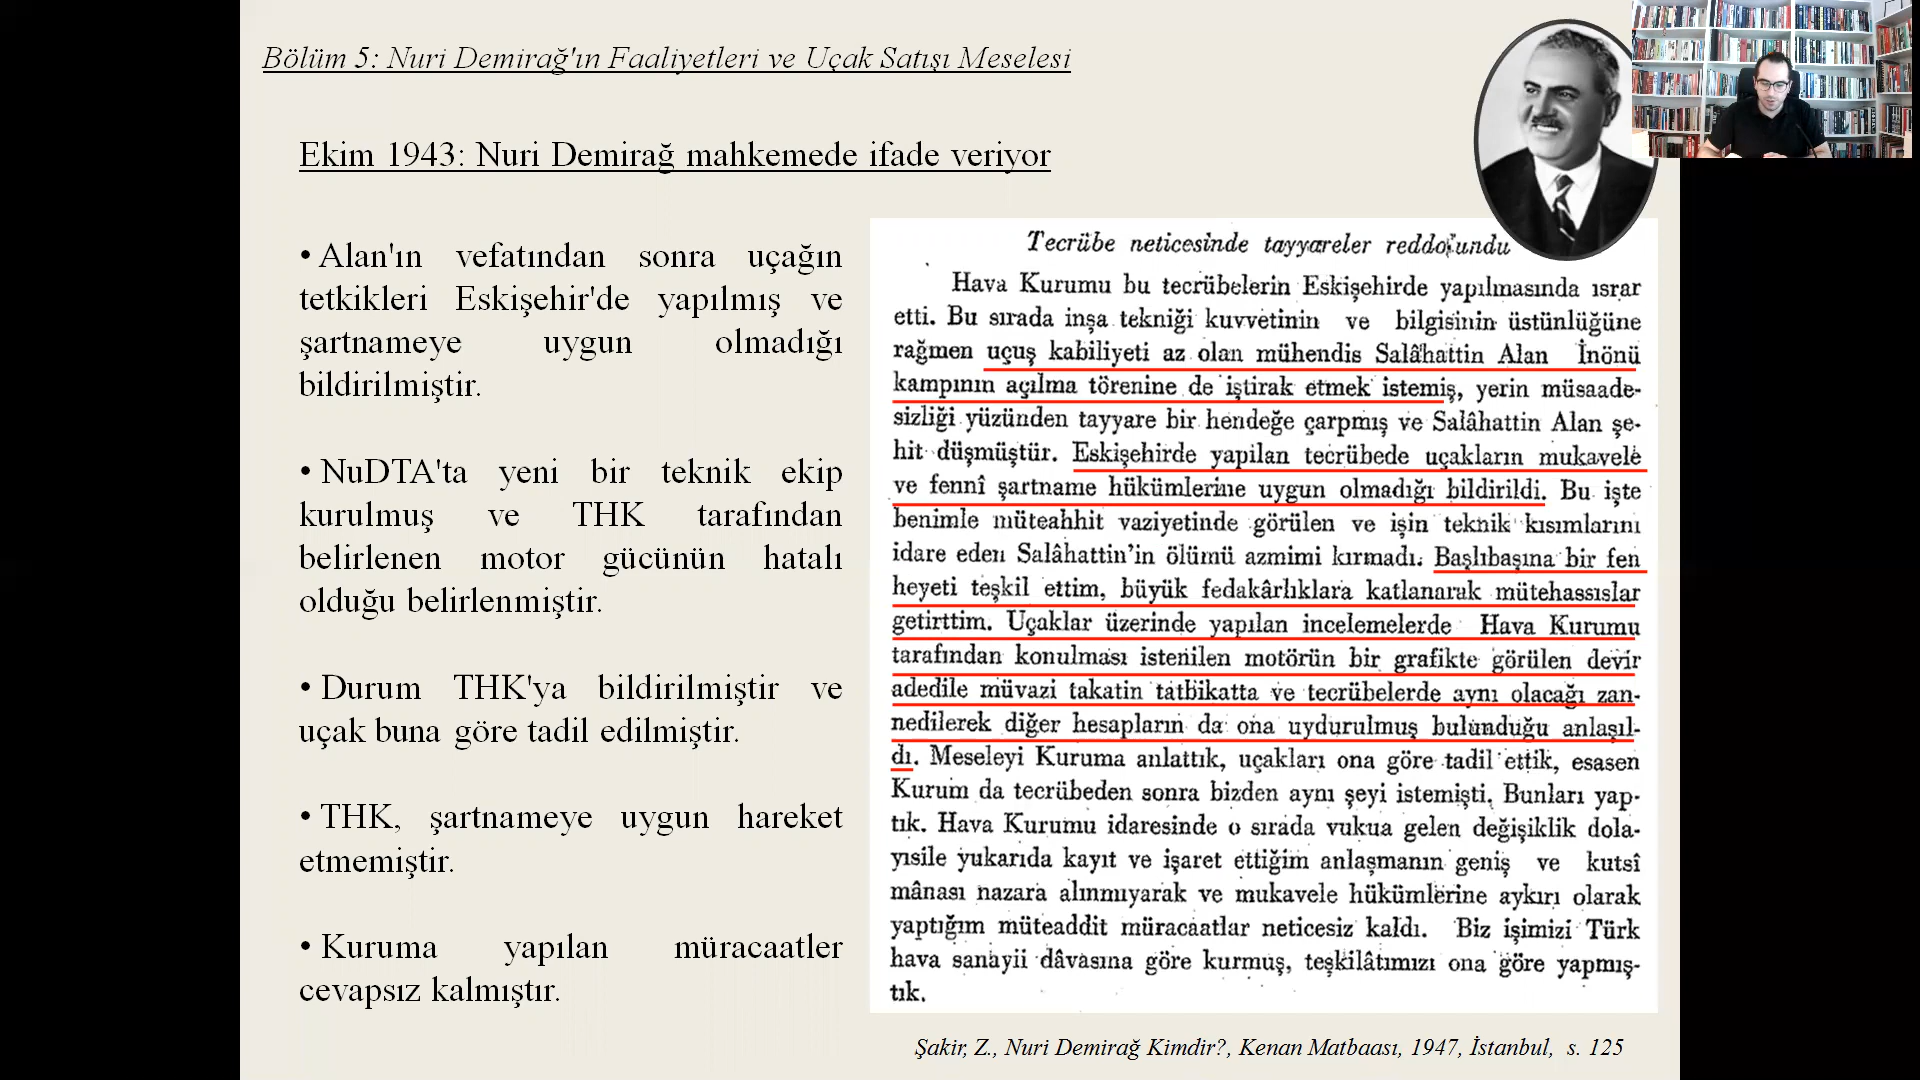 Bölüm 5: Nuri Demirağ'ın Faaliyetleri ve Uçak Satışı Meselesi
Ekim 1943: Nuri Demirağ mahkemede ifade veriyor
• Alan'ın vefatından sonra uçağın
tetkikleri Eskişehir'de yapılmış ve
şartnameye uygun olmadığı
bildirilmiştir.
• NuDTA'ta yeni bir teknik ekip
kurulmuş ve THK tarafından
belirlenen motor gücünün hatalı
olduğu belirlenmiştir.
• Durum THK'ya bildirilmiştir ve
uçak buna göre tadil edilmiştir.
• THK, şartnameye uygun hareket
etmemiştir.
• Kuruma yapılan müracaatler
cevapsız kalmıştır.
Tecrübe neticesinde tayyareler
Hava Kurumu bu tecrübelerin Eskişehirde yapılmasında ısrar
etti. Bu sırada inşa tekniği kuvvetinin ve bilgisinin üstünlüğüne
rağmen uçuş kabiliyeti az olan mühendis Salâhattin Alan İnönü
kampının açılma törenine de iştirak etmek istemiş, yerin müsaade-
sizliği yüzünden tayyare bir hendeğe çarpmış ve Salâhattin Alan şe-
hit düşmüştür. Eskişehirde yapılan tecrübede uçakların mukavele
ve fennî şartname hükümlerine uygun olmadığı bildirildi. Bu işte
benimle müteahhit vaziyetinde görülen ve işin teknik kısımlarını
idare eden Salâhattin'in ölümü azmimi kırmadı. Başlıbaşına bir fen
heyeti teşkil ettim, büyük fedakârlıklara katlanarak mütehassıslar
getirttim. Uçaklar üzerinde yapılan incelemelerde Hava Kurumu
tarafından konulması istenilen motörün bir grafikte görülen devir
adedile müvazi takatin tatbikatta ve tecrübelerde aynı olacağı zan-
nedilerek diğer hesapların da ona uydurulmuş bulunduğu anlaşıl-
dı. Meseleyi Kuruma anlattık, uçakları ona göre tadil ettik, esasen
Kurum da tecrübeden sonra bizden aynı şeyi istemişti. Bunları yap-
tık. Hava Kurumu idaresinde o sırada vukua gelen değişiklik dola-
yısile yukarıda kayıt ve işaret ettiğim anlaşmanın geniş ve kutsî
mânası nazara alınmıyarak ve mukavele hükümlerine aykırı olarak
yaptığım müteaddit müracaatlar neticesiz kaldı. Biz işimizi Türk
hava sanayii dâvasına göre kurmuş, teşkilâtımızı ona göre yapmış-
tık.
Şakir, Z., Nuri Demirağ Kimdir?, Kenan Matbaası, 1947, İstanbul, s. 125